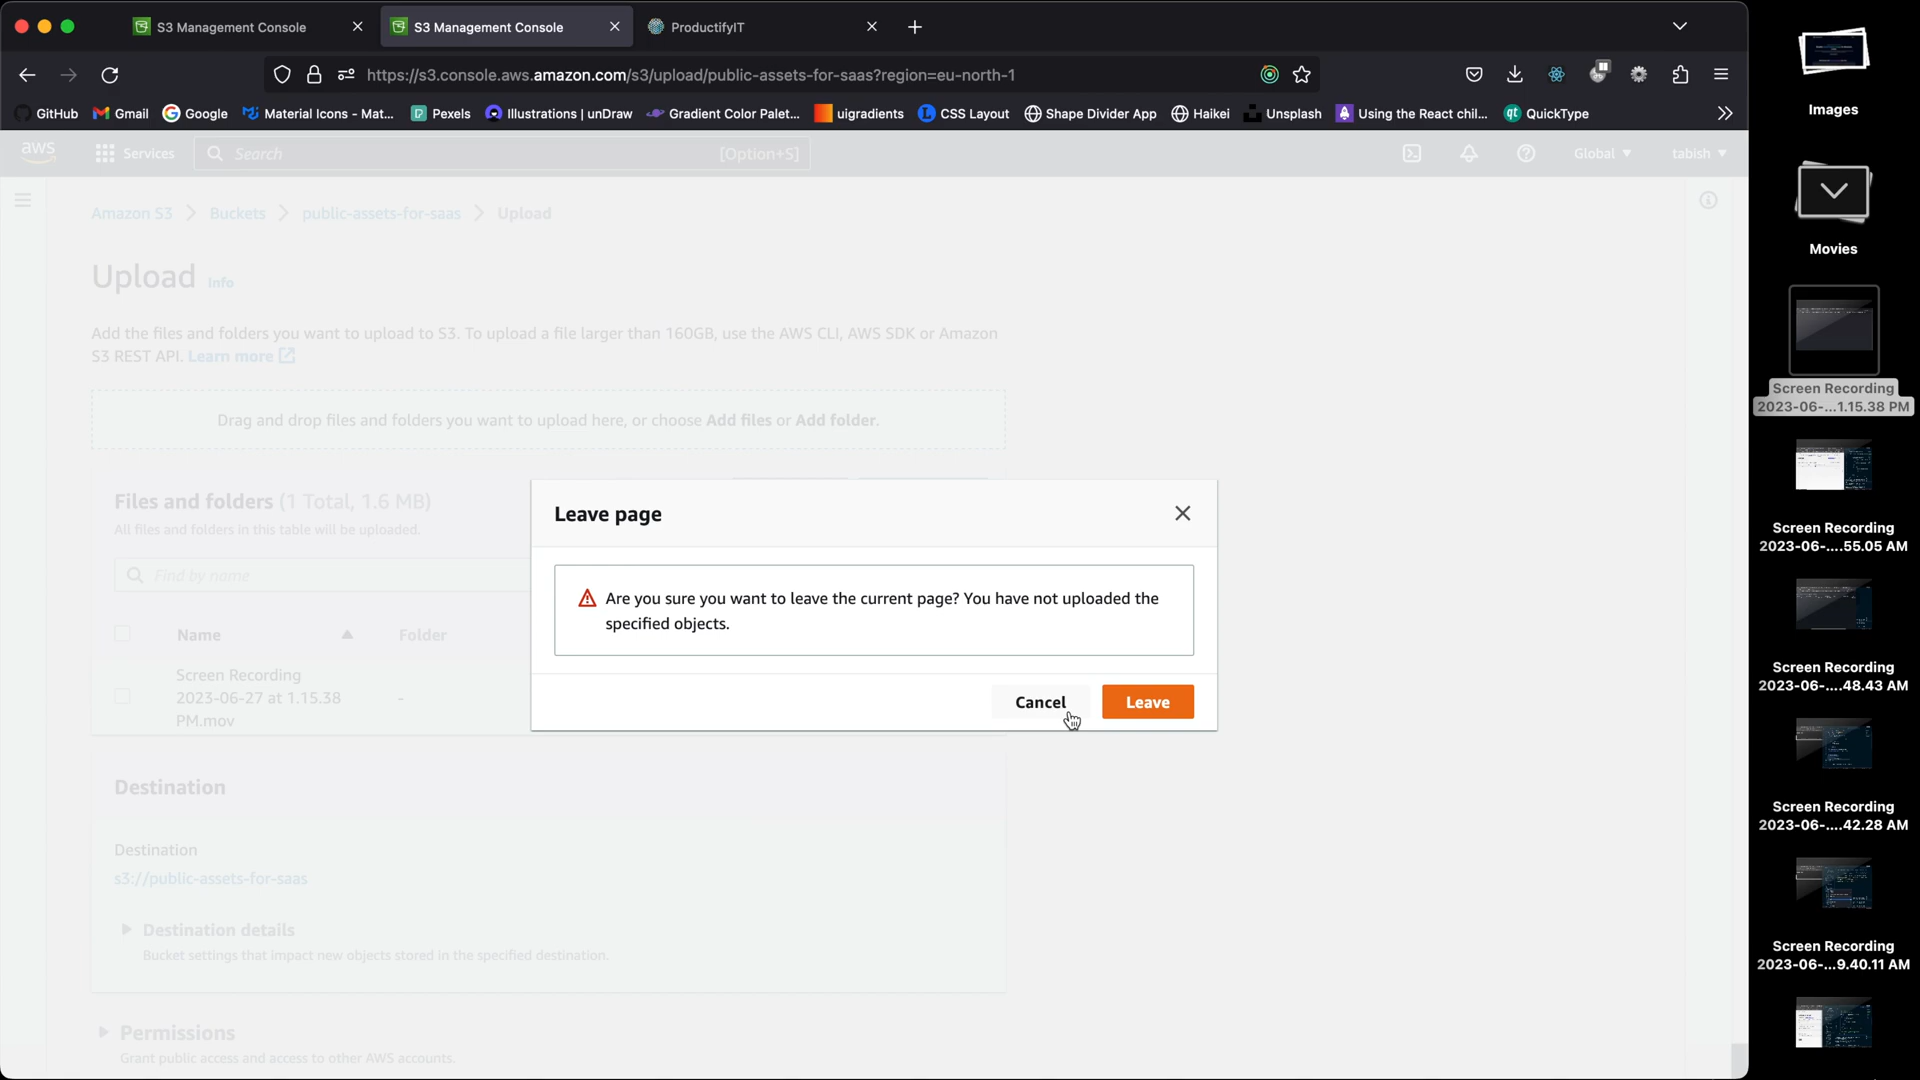 S3 Management Console
S3 Management Console
ProductifyIT
https://s3.console.aws.amazon.com/s3/upload/public-assets-for-saas?region=eu-north-1
GitHub
Gmail
Google
Material Icons - Mat...
Pexels
Illustrations | unDraw
Gradient Color Palet...
uigradients
CSS Layout
Shape Divider App
Haikei
Unsplash
Using the React chil...
qt
QuickType
aws
Services
Search
[Option+S]
Global
tabish
Amazon S3
Buckets
public-assets-for-saas
Upload
Upload
Info
Add the files and folders you want to upload to S3. To upload a file larger than 160GB, use the AWS CLI, AWS SDK or Amazon
S3 REST API. Learn more
Drag and drop files and folders you want to upload here, or choose Add files or Add folder.
Files and folders (1 Total, 1.6 MB)
All files and folders in this table will be uploaded.
Find by name
Name
Folder
Screen Recording
2023-06-27 at 1.15.38
PM.mov
-
Leave page
Are you sure you want to leave the current page? You have not uploaded the
specified objects.
Cancel
Leave
Destination
Destination
s3://public-assets-for-saas
Destination details
Bucket settings that impact new objects stored in the specified destination.
Permissions
Grant public access and access to other AWS accounts.
Images
Movies
Screen Recording
2023-06-...1.15.38 PM
Screen Recording
2023-06-....55.05 AM
Screen Recording
2023-06-....48.43 AM
Screen Recording
2023-06-....42.28 AM
Screen Recording
2023-06-...9.40.11 AM